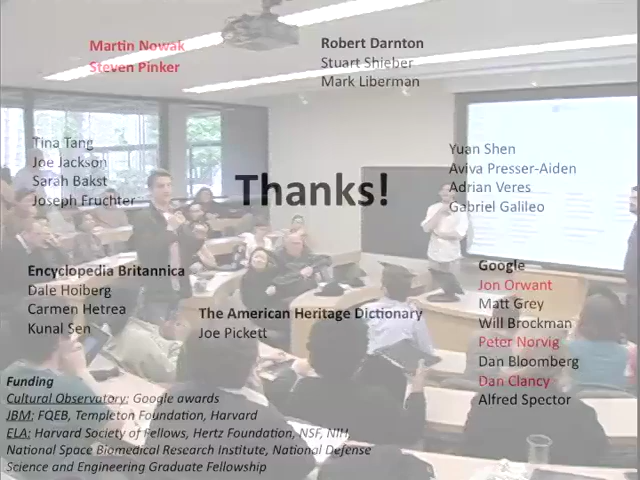 Martin Nowak
Steven Pinker
Robert Darnton
Stuart Shieber
Mark Liberman
Tina Tang
Joe Jackson
Sarah Bakst
Joseph Fruchter
Thanks!
Yuan Shen
Aviva Presser-Aiden
Adrian Veres
Gabriel Galileo
Encyclopedia Britannica
Dale Hoiberg
Carmen Hetrea
Kunal Sen
The American Heritage Dictionary
Joe Pickett
Google
Jon Orwant
Matt Grey
Will Brockman
Peter Norvig
Dan Bloomberg
Dan Clancy
Alfred Spector
Funding
Cultural Observatory: Google awards
JBM: FQEB, Templeton Foundation, Harvard
ELA: Harvard Society of Fellows, Hertz Foundation, NSF, NIH,
National Space Biomedical Research Institute, National Defense
Science and Engineering Graduate Fellowship